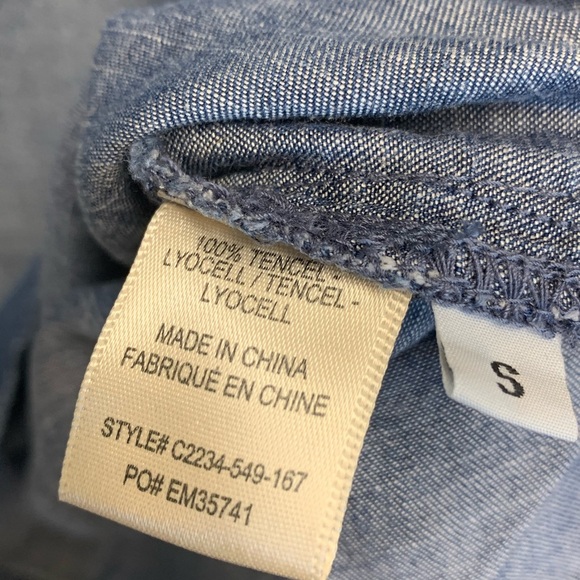 100% TENCEL -
LYOCELL / TENCEL -
LYOCELL
MADE IN CHINA
FABRIQUÉ EN CHINE
STYLE# C2234-549-167
PO# EM35741
S